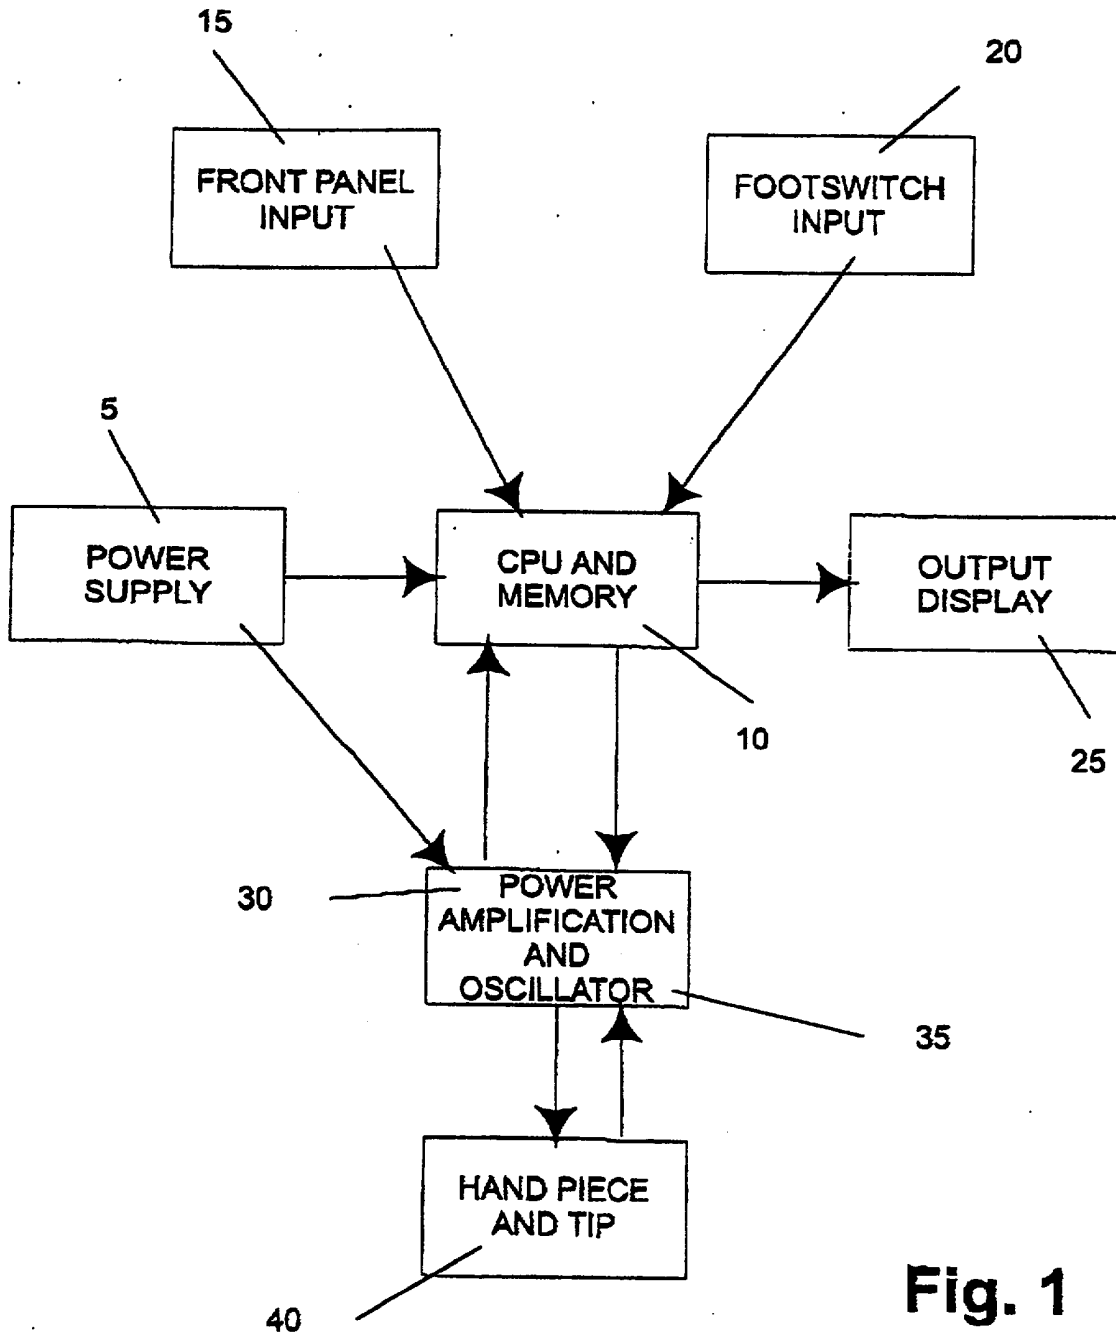 15
20
FRONT PANEL
INPUT
FOOTSWITCH
INPUT
5
POWER
SUPPLY
CPU AND
MEMORY
OUTPUT
DISPLAY
10
25
30
POWER
AMPLIFICATION
AND
OSCILLATOR
35
HAND PIECE
AND TIP
40
Fig. 1